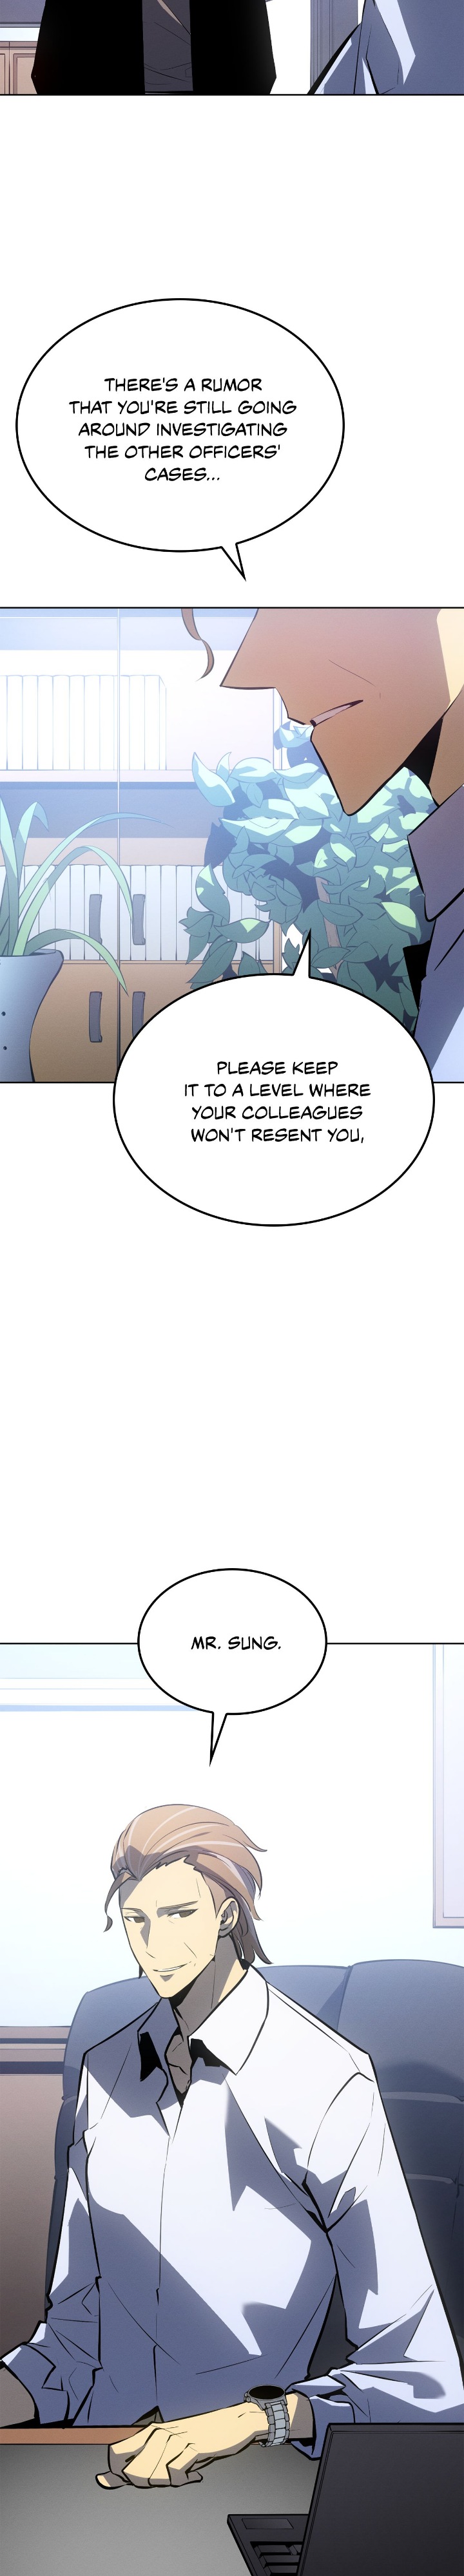 THERE'S A RUMOR
THAT YOU'RE STILL GOING
AROUND INVESTIGATING
THE OTHER OFFICERS'
CASES...
PLEASE KEEP
IT TO A LEVEL WHERE
YOUR COLLEAGUES
WON'T RESENT YOU,
MR. SUNG.